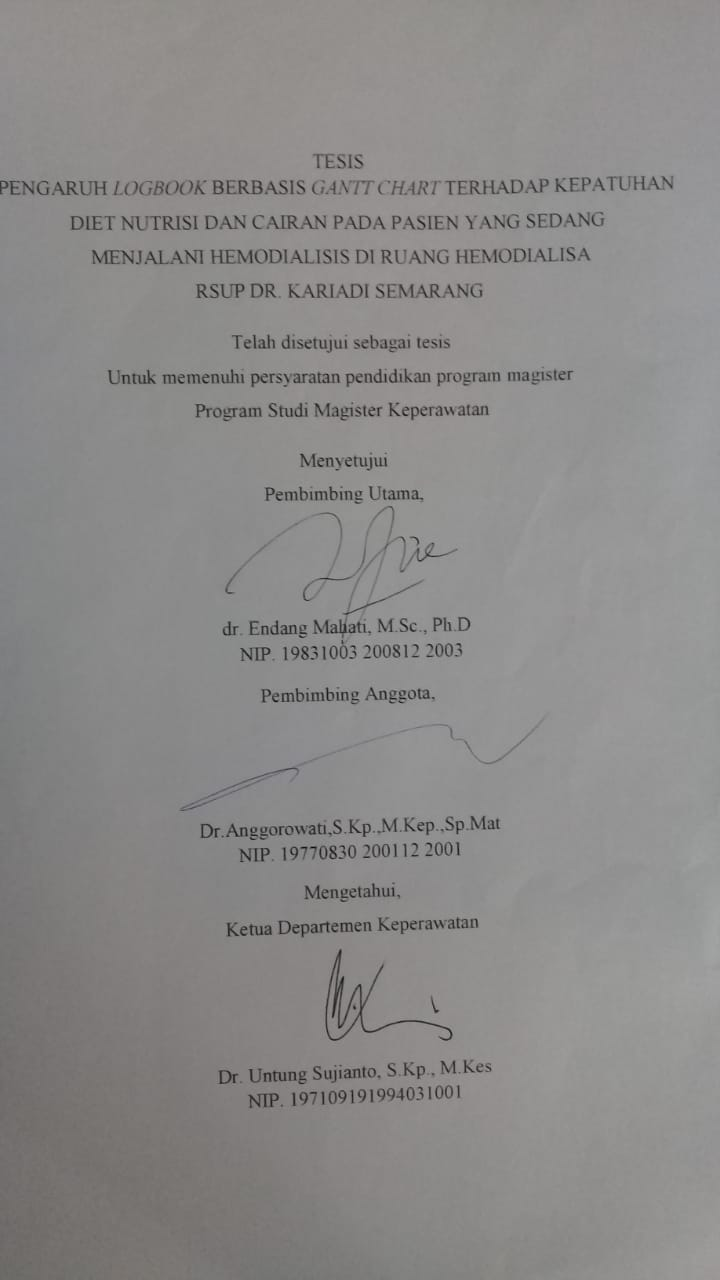 TESIS
PENGARUH LOGBOOK BERBASIS GANTT CHART TERHADAP KEPATUHAN
DIET NUTRISI DAN CAIRAN PADA PASIEN YANG SEDANG
MENJALANI HEMODIALISIS DI RUANG HEMODIALISA
RSUP DR. KARIADI SEMARANG
Telah disetujui sebagai tesis
Untuk memenuhi persyaratan pendidikan program magister
Program Studi Magister Keperawatan
Menyetujui
Pembimbing Utama,
dr. Endang Mahati, M.Sc., Ph.D
NIP. 19831003 200812 2003
Pembimbing Anggota,
Dr.Anggorowati,S.Kp.,M.Kep.,Sp.Mat
NIP. 19770830 200112 2001
Mengetahui,
Ketua Departemen Keperawatan
Dr. Untung Sujianto, S.Kp., M.Kes
NIP. 197109191994031001